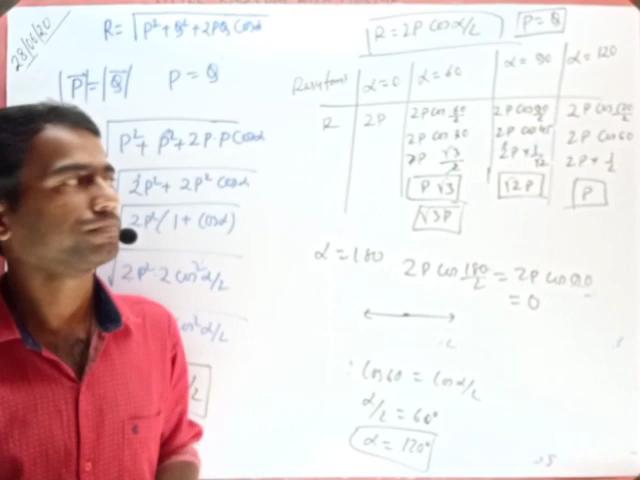 28/06/20
R = √P² + Q² + 2PQ Cosα
|P⃗| = |Q⃗| P = Q
√P² + P² + 2P·P Cosα
√2P² + 2P² Cosα
√2P²(1 + Cosα)
√2P² 2 Cos²α/2
cos²α/2
R = 2P Cos α/2 P = Q
Resultant α = 0 α = 60 α = 90 α = 120
R 2P 2P Cos 60/2 2P Cos 90/2 2P Cos 120/2
2P Cos 30 2P Cos 45 2P Cos 60
2P √3/2 2P × 1/√2 2P × 1/2
P√3 √2P P
√3P
α = 180 2P Cos 180/2 = 2P Cos 90
= 0
Cos 60 = Cos α/2
α/2 = 60°
α = 120°